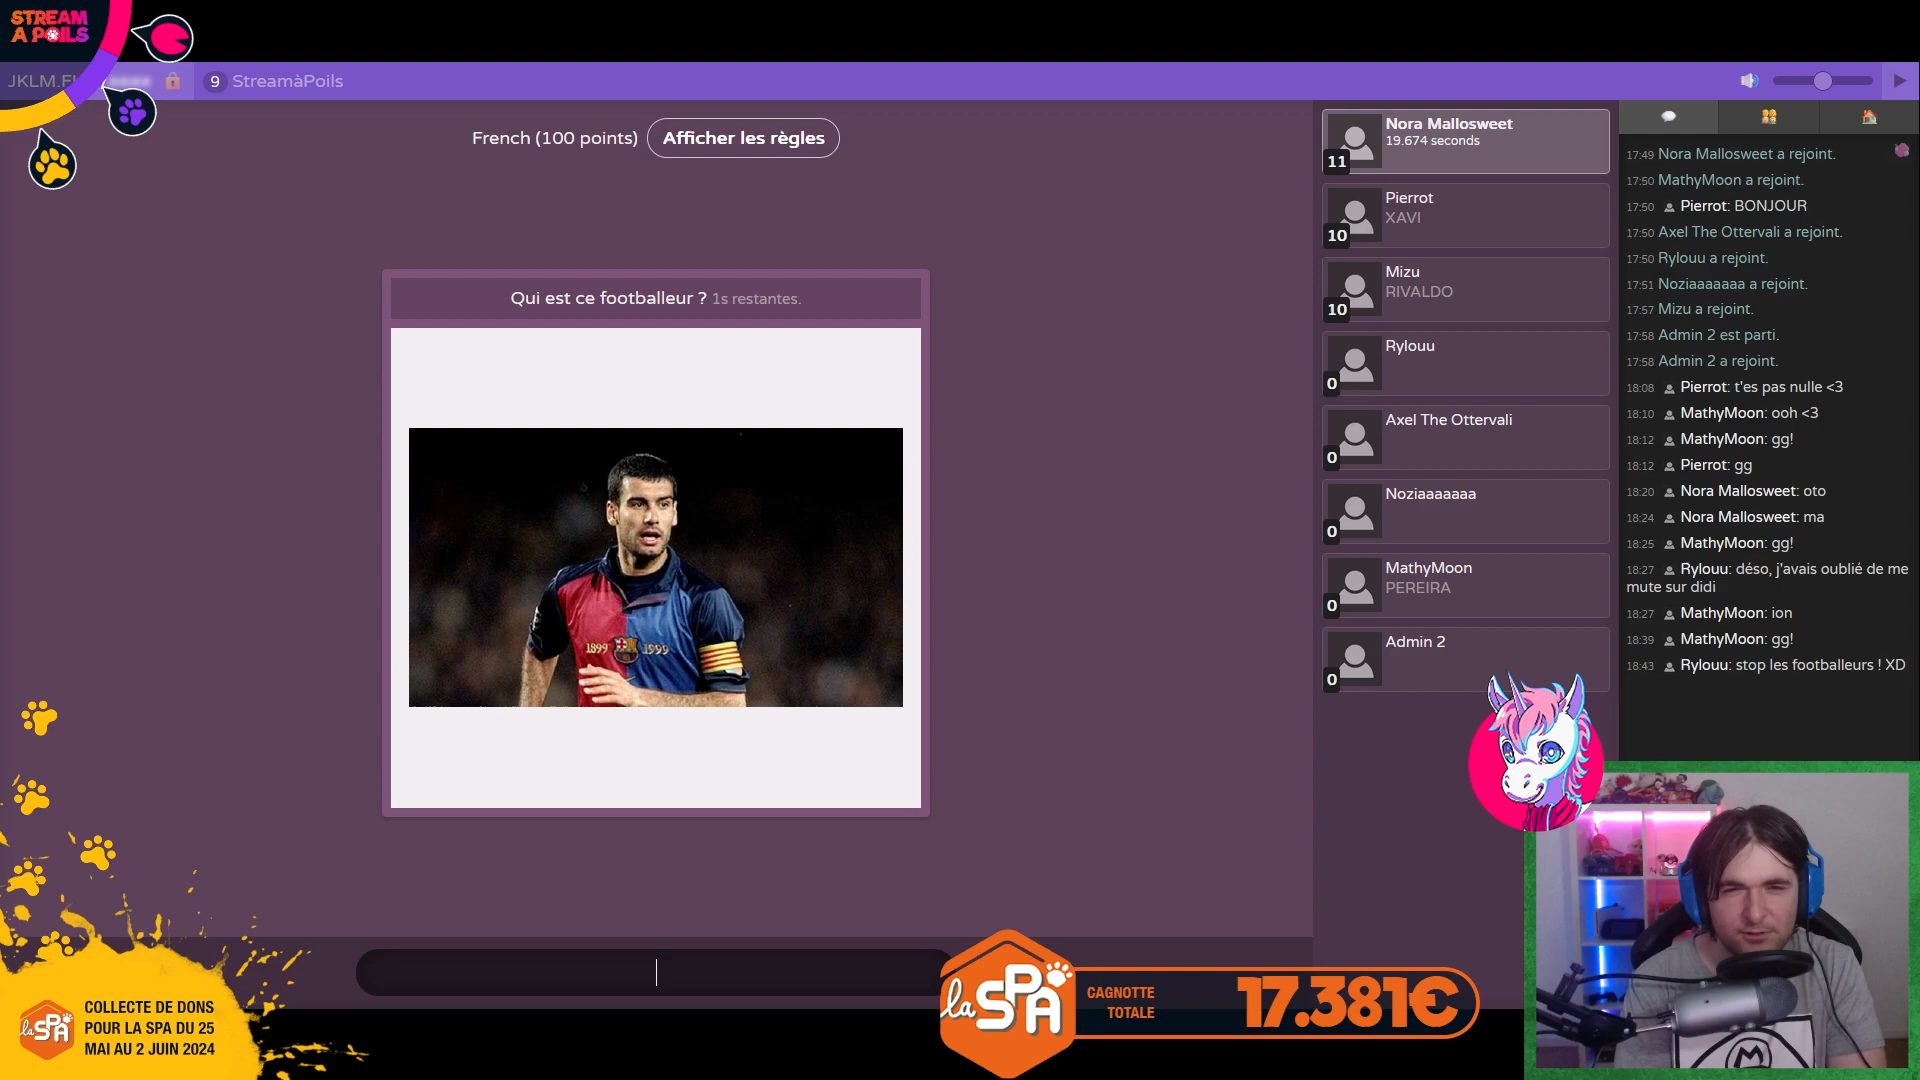 STREAM
A POILS
JKLM.F
9 StreamàPoils
French (100 points) Afficher les règles
Qui est ce footballeur ? 1s restantes.
1899 1999
Nora Mallosweet
19.674 seconds
11
Pierrot
XAVI
10
Mizu
RIVALDO
10
Rylouu
0
Axel The Ottervali
0
Noziaaaaaaa
0
MathyMoon
PEREIRA
0
Admin 2
0
17:49 Nora Mallosweet a rejoint.
17:50 MathyMoon a rejoint.
17:50 Pierrot: BONJOUR
17:50 Axel The Ottervali a rejoint.
17:50 Rylouu a rejoint.
17:51 Noziaaaaaaa a rejoint.
17:57 Mizu a rejoint.
17:58 Admin 2 est parti.
17:58 Admin 2 a rejoint.
18:08 Pierrot: t'es pas nulle <3
18:10 MathyMoon: ooh <3
18:12 MathyMoon: gg!
18:12 Pierrot: gg
18:20 Nora Mallosweet: oto
18:24 Nora Mallosweet: ma
18:25 MathyMoon: gg!
18:27 Rylouu: déso, j'avais oublié de me
mute sur didi
18:27 MathyMoon: ion
18:39 MathyMoon: gg!
18:43 Rylouu: stop les footballeurs ! XD
la SPA
COLLECTE DE DONS
POUR LA SPA DU 25
MAI AU 2 JUIN 2024
la SPA
CAGNOTTE
TOTALE
17.381€
M